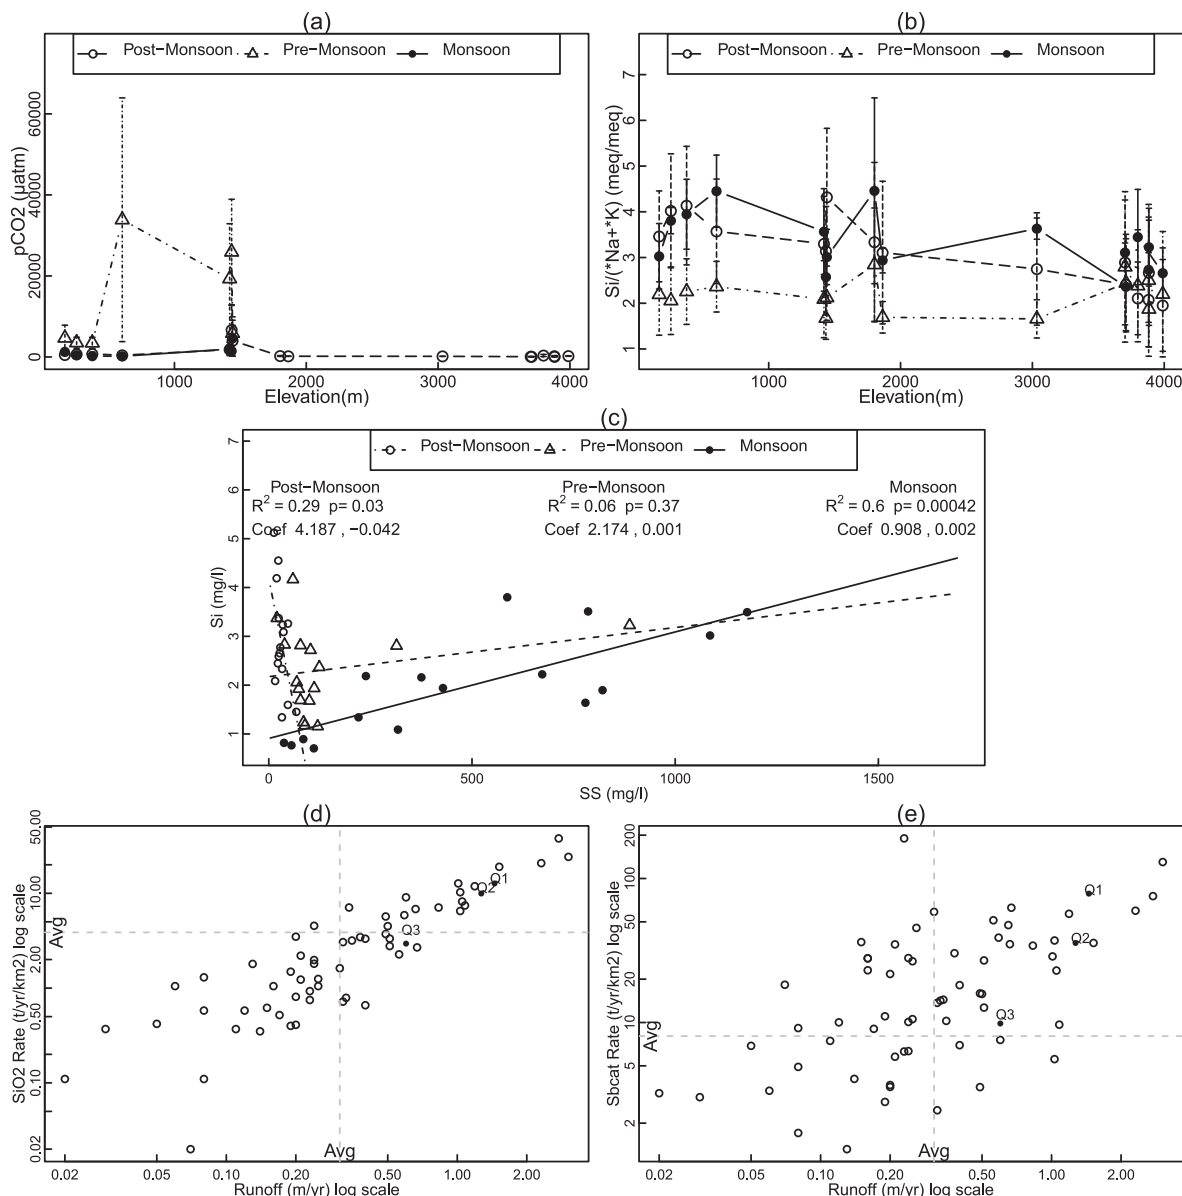 (a)
Post−Monsoon Pre−Monsoon Monsoon
pCO2 (µatm)
0 20000 40000 60000
1000 2000 3000 4000
Elevation(m)
(b)
Post−Monsoon Pre−Monsoon Monsoon
Si/(*Na+*K) (meq/meq)
1 2 3 4 5 6 7
1000 2000 3000 4000
Elevation(m)
(c)
Post−Monsoon Pre−Monsoon Monsoon
Post−Monsoon
R2 = 0.29 p= 0.03
Coef 4.187 , −0.042
Pre−Monsoon
R2 = 0.06 p= 0.37
Coef 2.174 , 0.001
Monsoon
R2 = 0.6 p= 0.00042
Coef 0.908 , 0.002
Si (mg/l)
1 2 3 4 5 6 7
0 500 1000 1500
SS (mg/l)
(d)
SiO2 Rate (t/yr/km2) log scale
0.02 0.10 0.50 2.00 10.00 50.00
Avg
Q1
Q2
Q3
Avg
0.02 0.05 0.10 0.20 0.50 1.00 2.00
Runoff (m/yr) log scale
(e)
Sbcat Rate (t/yr/km2) log scale
2 5 10 20 50 100 200
Avg
Q1
Q2
Q3
Avg
0.02 0.05 0.10 0.20 0.50 1.00 2.00
Runoff (m/yr) log scale